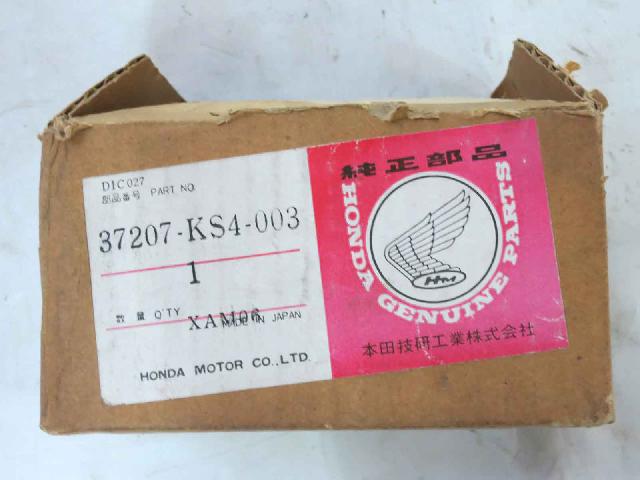 D1C027
部品番号 PART NO.
37207-KS4-003
1
数量 Q'TY
XAM06
MADE IN JAPAN
HONDA MOTOR CO.,LTD.
純正部品
HONDA GENUINE PARTS
HM
本田技研工業株式会社